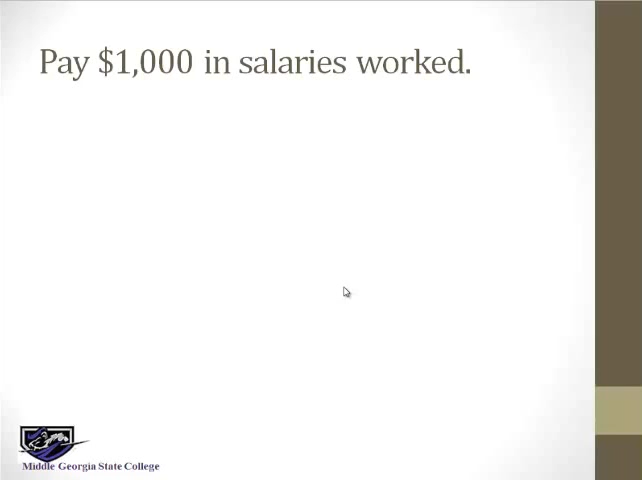 Pay $1,000 in salaries worked.
Middle Georgia State College